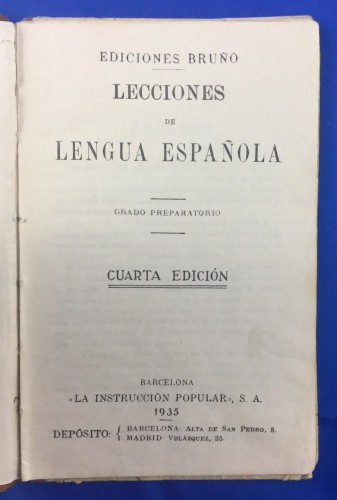 EDICIONES BRUÑO
LECCIONES
DE
LENGUA ESPAÑOLA
GRADO PREPARATORIO
CUARTA EDICIÓN
BARCELONA
«LA INSTRUCCIÓN POPULAR», S. A.
1935
DEPÓSITO: { BARCELONA ALTA DE SAN PEDRO, 8.
MADRID VELÁZQUEZ, 35